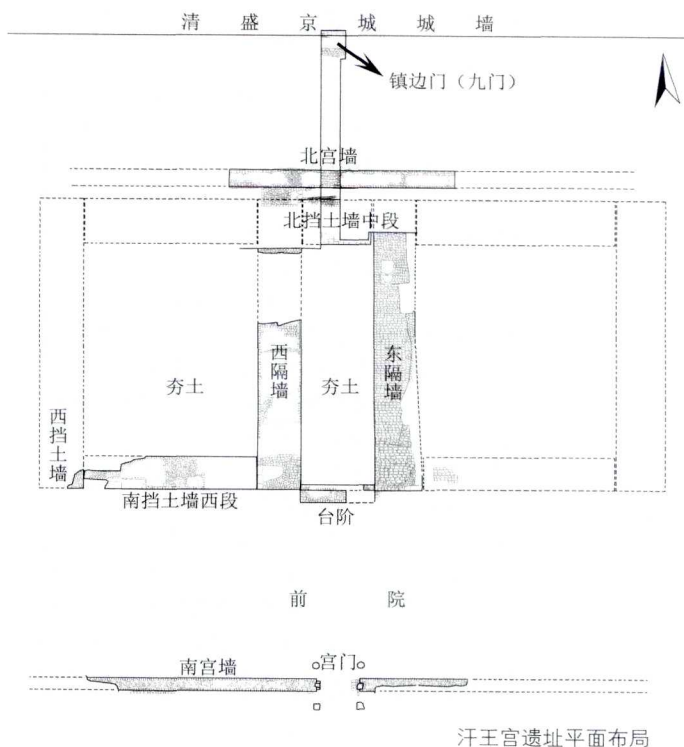 清盛京城城墙
镇边门（九门）
北宫墙
北挡土墙中段
西隔墙
东隔墙
夯土
夯土
西挡土墙
南挡土墙西段
台阶
前院
南宫墙
宫门
汗王宫遗址平面布局